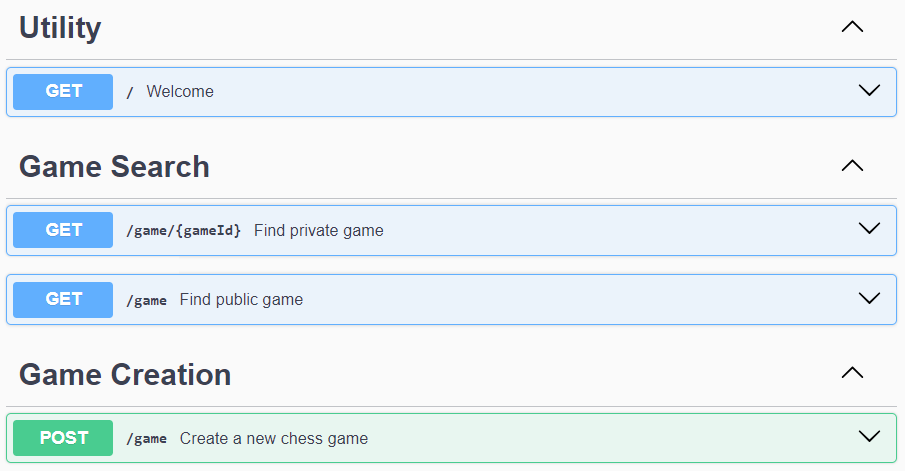 Utility
GET / Welcome
Game Search
GET /game/{gameId} Find private game
GET /game Find public game
Game Creation
POST /game Create a new chess game